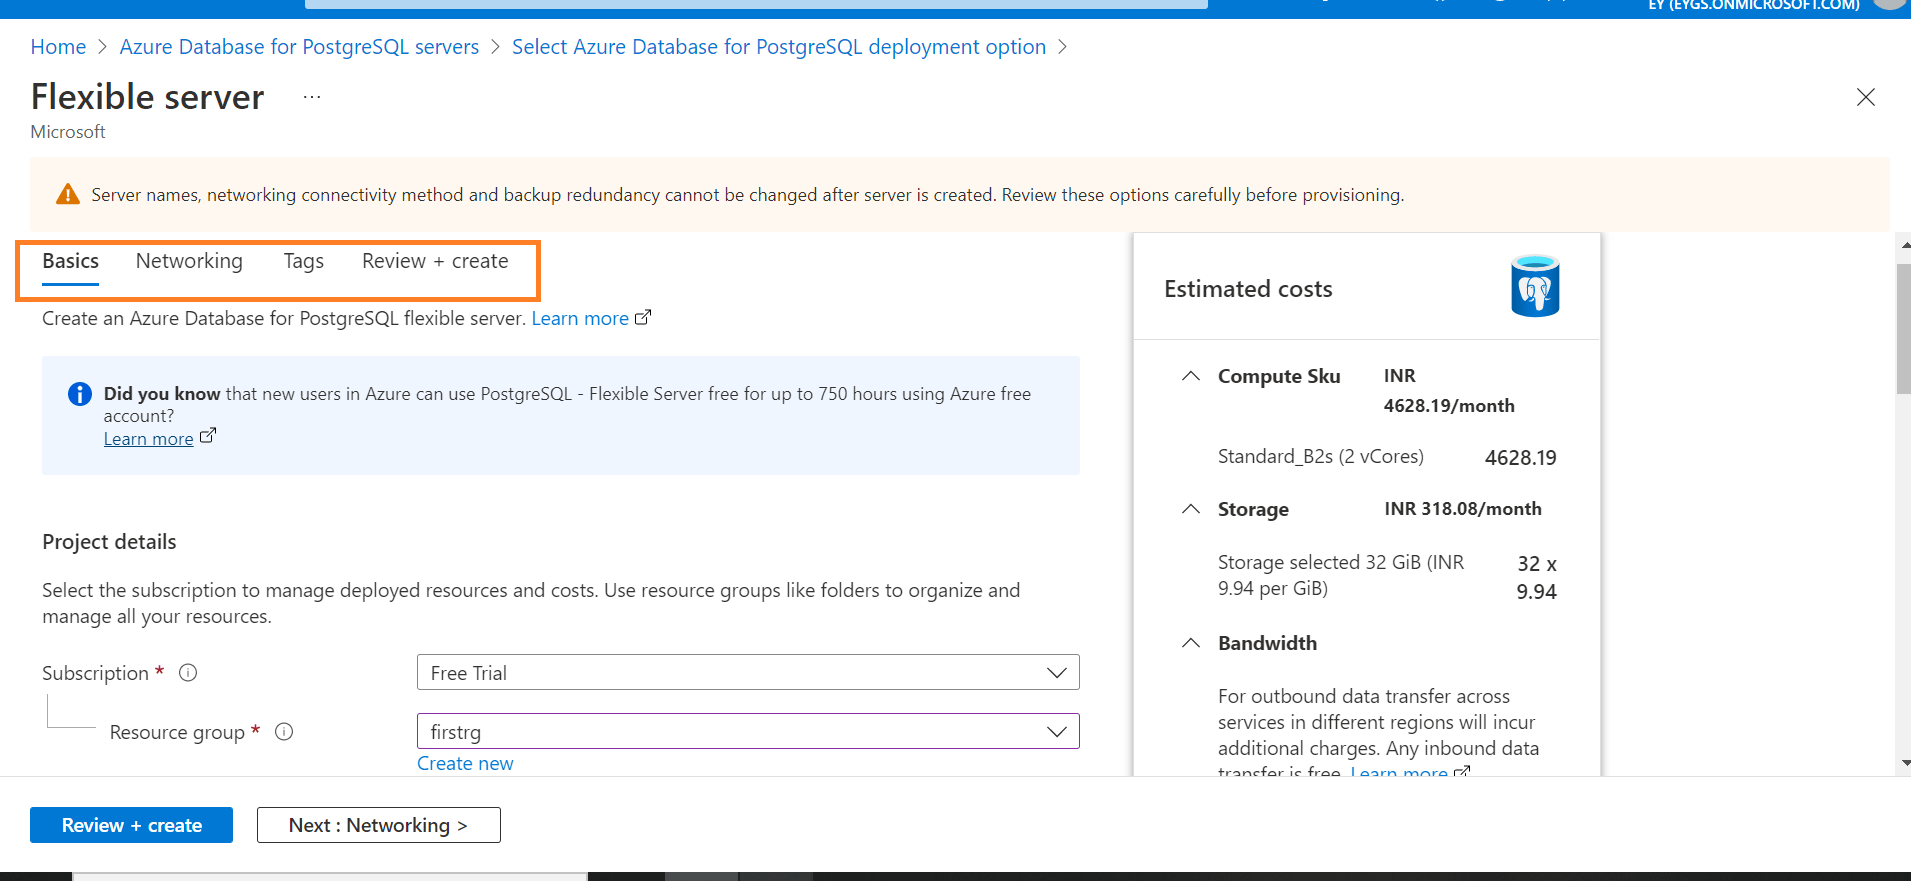 EY (EYGS.ONMICROSOFT.COM)
Home > Azure Database for PostgreSQL servers > Select Azure Database for PostgreSQL deployment option >
Flexible server ...
Microsoft
Server names, networking connectivity method and backup redundancy cannot be changed after server is created. Review these options carefully before provisioning.
Basics Networking Tags Review + create
Create an Azure Database for PostgreSQL flexible server. Learn more
Did you know that new users in Azure can use PostgreSQL - Flexible Server free for up to 750 hours using Azure free
account?
Learn more
Project details
Select the subscription to manage deployed resources and costs. Use resource groups like folders to organize and
manage all your resources.
Subscription * Free Trial
Resource group * firstrg
Create new
Estimated costs
Compute Sku INR
4628.19/month
Standard_B2s (2 vCores) 4628.19
Storage INR 318.08/month
Storage selected 32 GiB (INR 32 x
9.94 per GiB) 9.94
Bandwidth
For outbound data transfer across
services in different regions will incur
additional charges. Any inbound data
transfer is free. Learn more
Review + create Next : Networking >